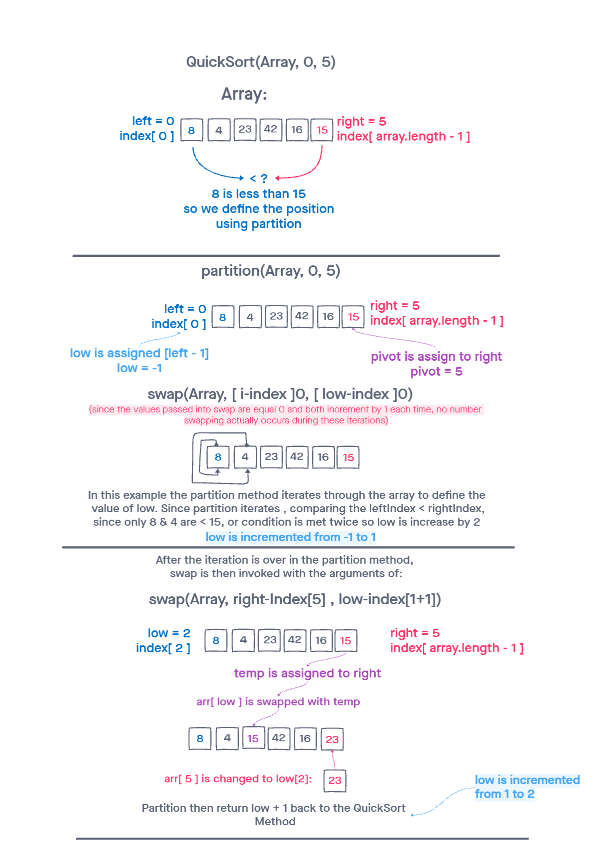 QuickSort(Array, 0, 5)
Array:
left = 0
index[ 0 ]
8 4 23 42 16 15
right = 5
index[ array.length - 1 ]
< ?
8 is less than 15
so we define the position
using partition
partition(Array, 0, 5)
left = 0
index[ 0 ]
8 4 23 42 16 15
right = 5
index[ array.length - 1 ]
low is assigned [left - 1]
low = -1
pivot is assign to right
pivot = 5
swap(Array, [ i-index ]0, [ low-index ]0)
(since the values passed into swap are equal 0 and both increment by 1 each time, no number
swapping actually occurs during these iterations)
8 4 23 42 16 15
In this example the partition method iterates through the array to define the
value of low. Since partition iterates , comparing the leftIndex < rightIndex,
since only 8 & 4 are < 15, or condition is met twice so low is increase by 2
low is incremented from -1 to 1
After the iteration is over in the partition method,
swap is then invoked with the arguments of:
swap(Array, right-Index[5] , low-index[1+1])
low = 2
index[ 2 ]
8 4 23 42 16 15
right = 5
index[ array.length - 1 ]
temp is assigned to right
arr[ low ] is swapped with temp
8 4 15 42 16 23
arr[ 5 ] is changed to low[2]:
23
low is incremented
from 1 to 2
Partition then return low + 1 back to the QuickSort
Method